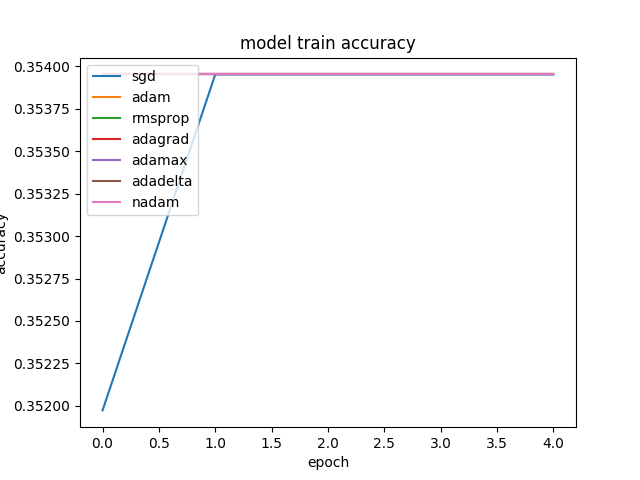 model train accuracy
0.35400
0.35375
0.35350
0.35325
0.35300
0.35275
0.35250
0.35225
0.35200
accuracy
sgd
adam
rmsprop
adagrad
adamax
adadelta
nadam
0.0 0.5 1.0 1.5 2.0 2.5 3.0 3.5 4.0
epoch